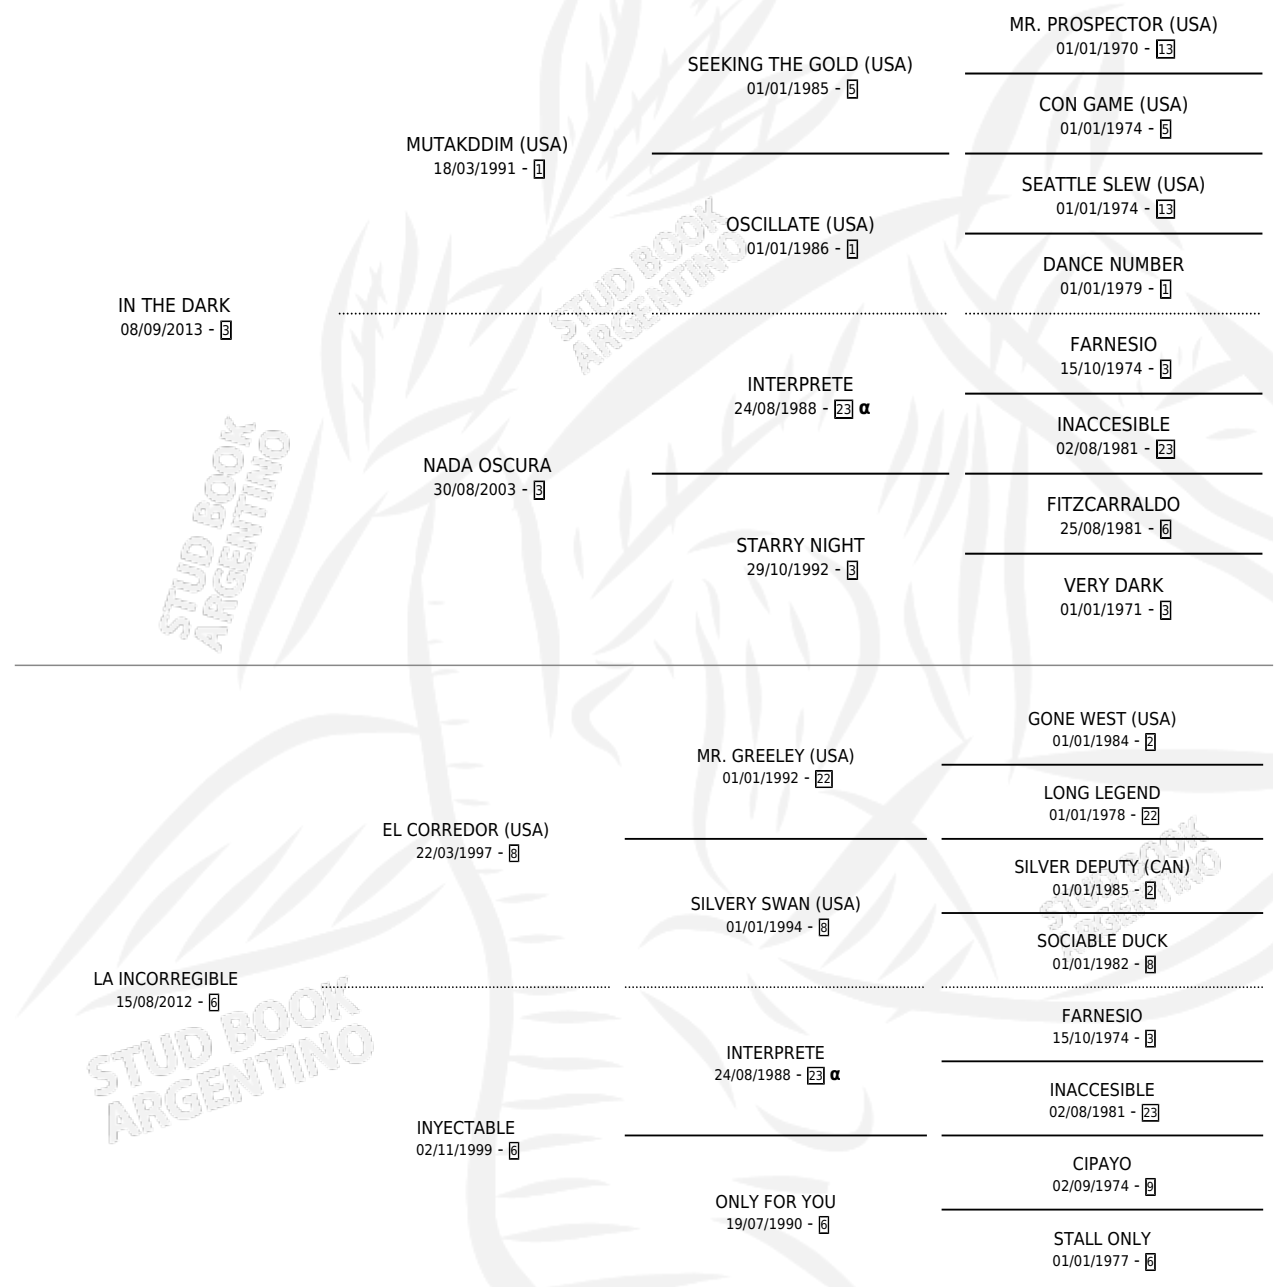 MR. PROSPECTOR (USA)
01/01/1970 - 13
SEEKING THE GOLD (USA)
01/01/1985 - 5
CON GAME (USA)
01/01/1974 - 5
MUTAKDDIM (USA)
18/03/1991 - 1
SEATTLE SLEW (USA)
01/01/1974 - 13
OSCILLATE (USA)
01/01/1986 - 1
DANCE NUMBER
01/01/1979 - 1
IN THE DARK
08/09/2013 - 3
FARNESIO
15/10/1974 - 3
INTERPRETE
24/08/1988 - 23 α
INACCESIBLE
02/08/1981 - 23
NADA OSCURA
30/08/2003 - 3
FITZCARRALDO
25/08/1981 - 6
STARRY NIGHT
29/10/1992 - 3
VERY DARK
01/01/1971 - 3
GONE WEST (USA)
01/01/1984 - 2
MR. GREELEY (USA)
01/01/1992 - 22
LONG LEGEND
01/01/1978 - 22
EL CORREDOR (USA)
22/03/1997 - 8
SILVER DEPUTY (CAN)
01/01/1985 - 2
SILVERY SWAN (USA)
01/01/1994 - 8
SOCIABLE DUCK
01/01/1982 - 8
LA INCORREGIBLE
15/08/2012 - 6
FARNESIO
15/10/1974 - 3
INTERPRETE
24/08/1988 - 23 α
INACCESIBLE
02/08/1981 - 23
INYECTABLE
02/11/1999 - 6
CIPAYO
02/09/1974 - 9
ONLY FOR YOU
19/07/1990 - 6
STALL ONLY
01/01/1977 - 6
STUD BOOK
ARGENTINO
STUD BOOK
ARGENTINO
STUD BOOK
ARGENTINO
STUD BOOK
ARGENTINO